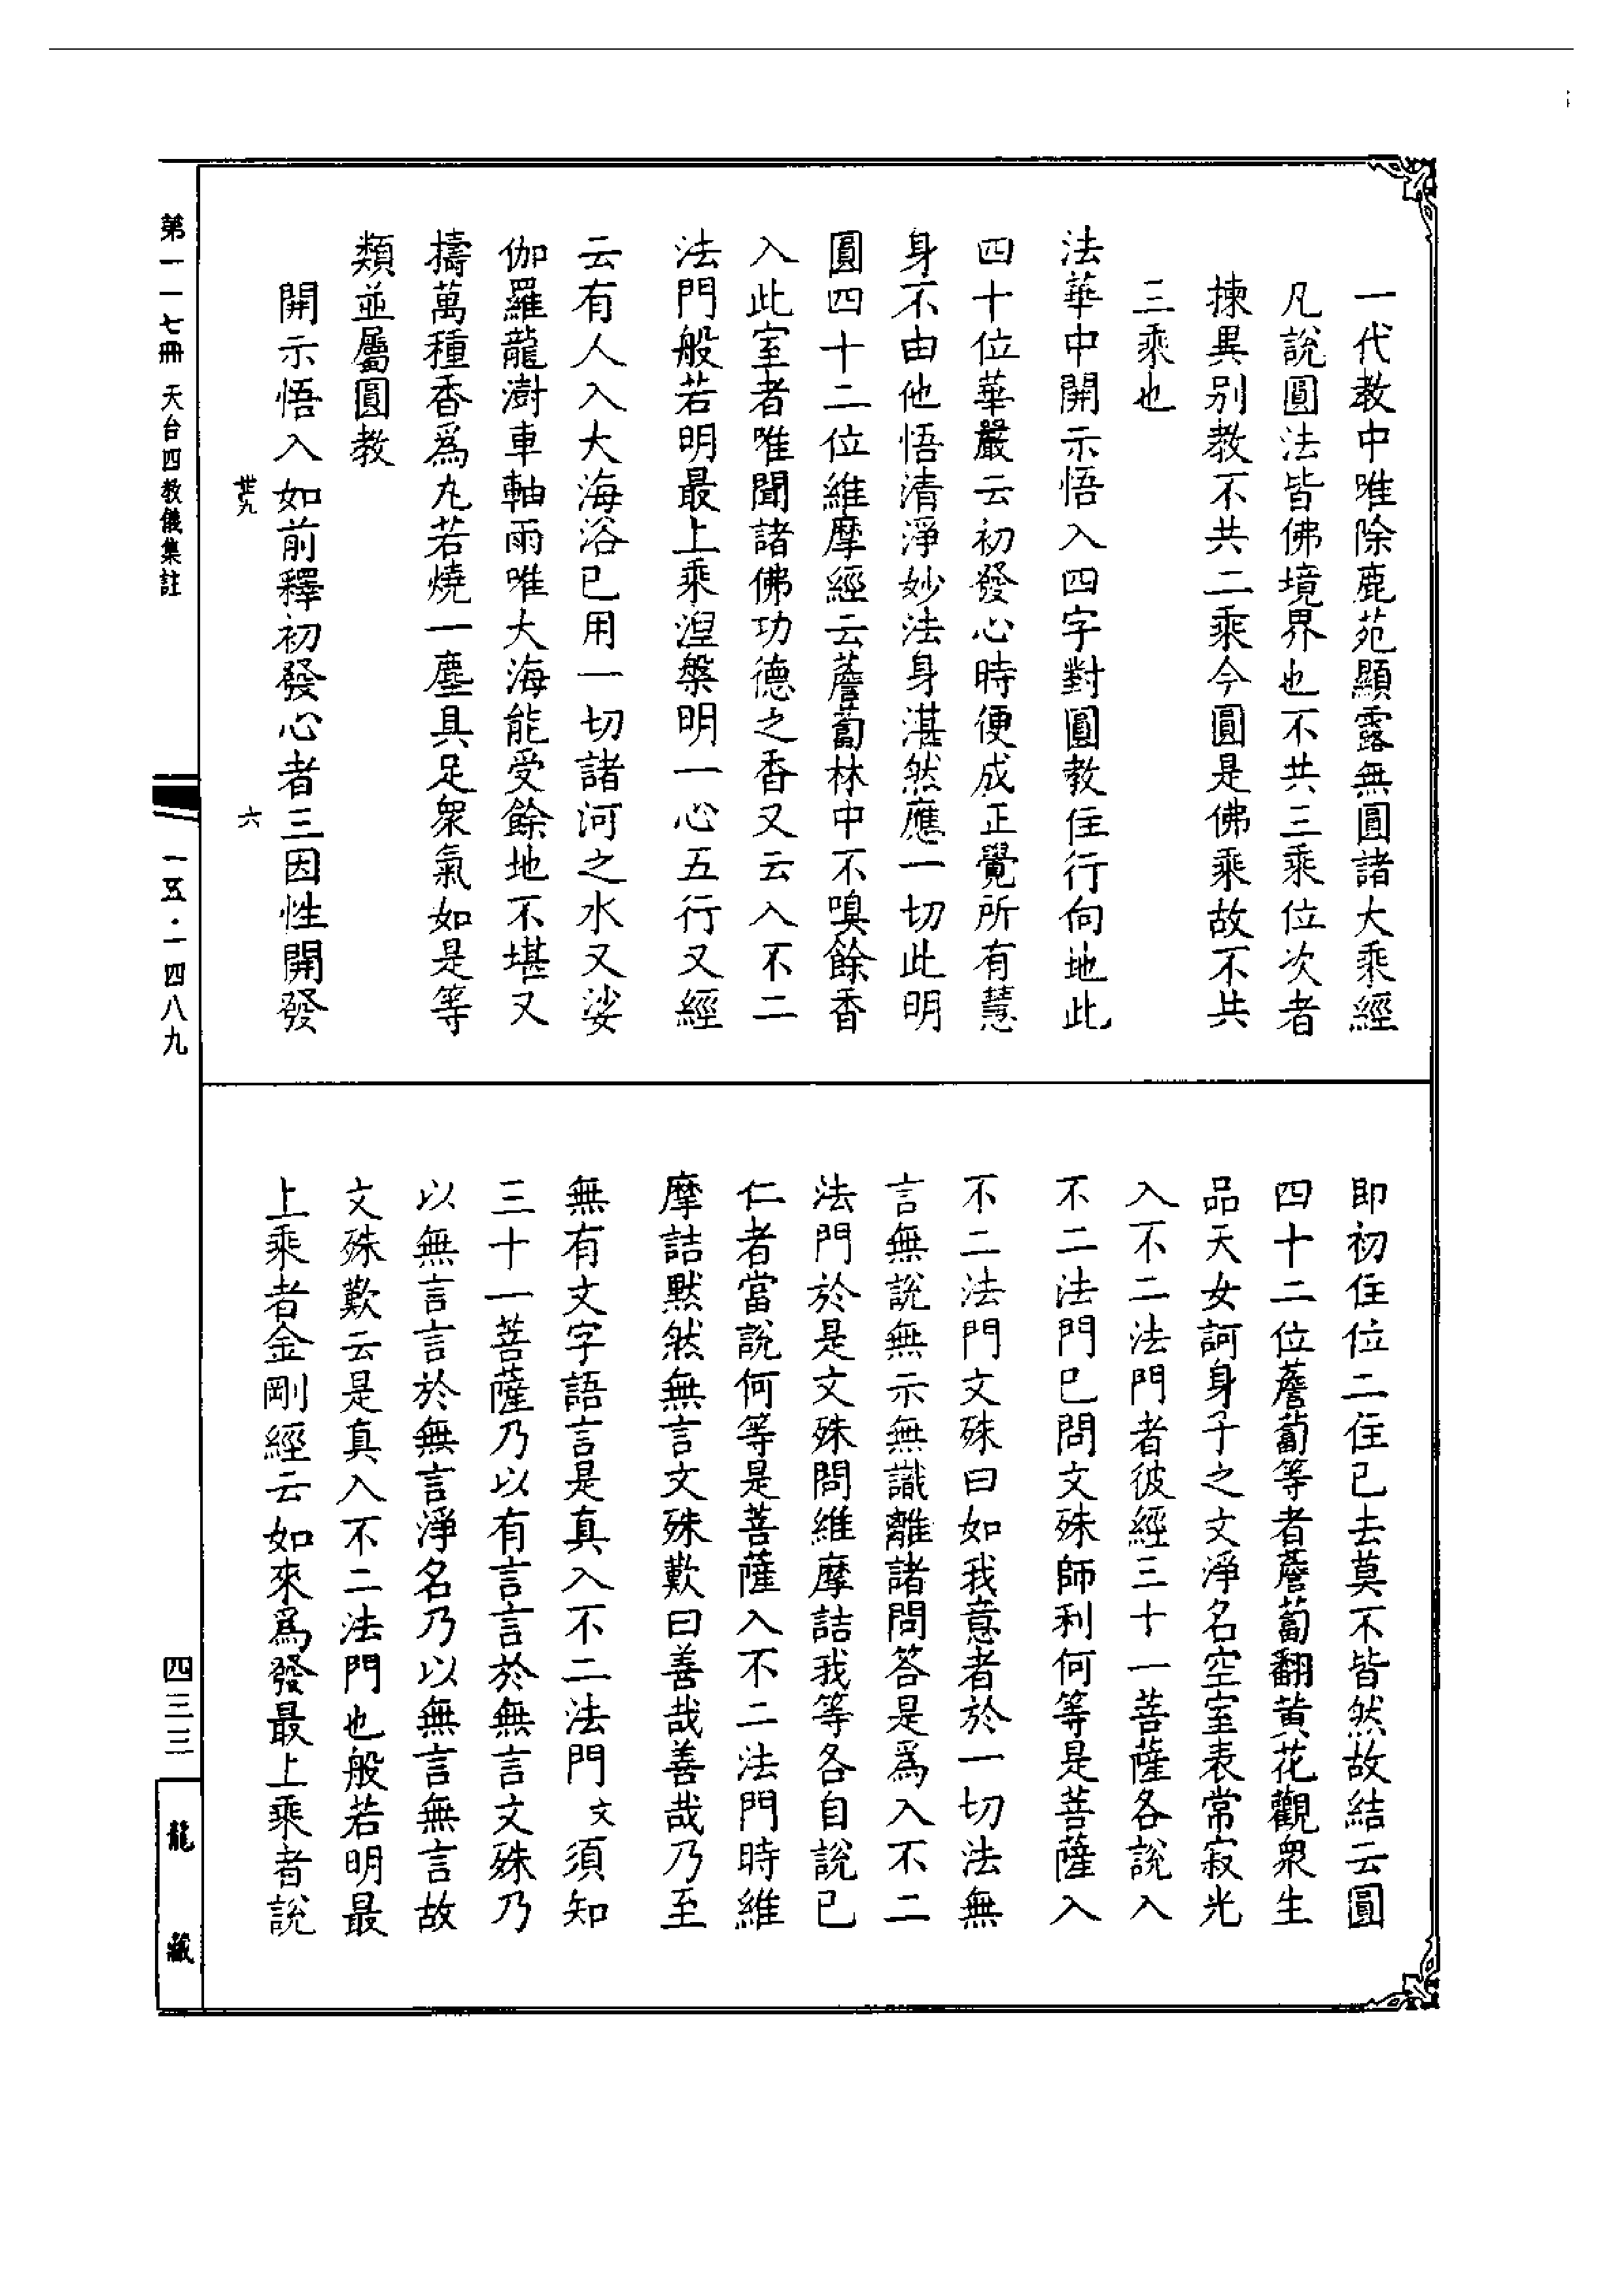 一代教中唯除鹿苑顯露無圓諸大乘經
凡說圓法皆佛境界也不共三乘位次者
揀異別教不共二乘今圓是佛乘故不共
三乘也
法華中開示悟入四字對圓教住行向地此
四十位華嚴云初發心時便成正覺所有慧
身不由他悟清淨妙法身湛然應一切此明
圓四十二位維摩經云薝蔔林中不嗅餘香
入此室者唯聞諸佛功德之香又云入不二
法門般若明最上乘涅槃明一心五行又經
云有人入大海浴已用一切諸河之水又娑
伽羅龍澍車軸雨唯大海能受餘地不堪又
擣萬種香爲丸若燒一塵具足衆氣如是等
類並屬圓教
開示悟入如前釋初發心者三因性開發
世九 六
即初住位二住已去莫不皆然故結云圓
四十二位薝蔔等者薝蔔翻黃花觀衆生
品天女訶身子之文淨名空室表常寂光
入不二法門者彼經三十一菩薩各說入
不二法門已問文殊師利何等是菩薩入
不二法門文殊曰如我意者於一切法無
言無說無示無識離諸問答是爲入不二
法門於是文殊問維摩詰我等各自說已
仁者當說何等是菩薩入不二法門時維
摩詰默然無言文殊歎曰善哉善哉乃至
無有文字語言是真入不二法門文須知
三十一菩薩乃以有言言於無言文殊乃
以無言言於無言淨名乃以無言無言故
文殊歎云是真入不二法門也般若明最
上乘者金剛經云如來爲發最上乘者說
第一一七冊 天台四教儀集註
一五·一四八九
四三三
龍藏